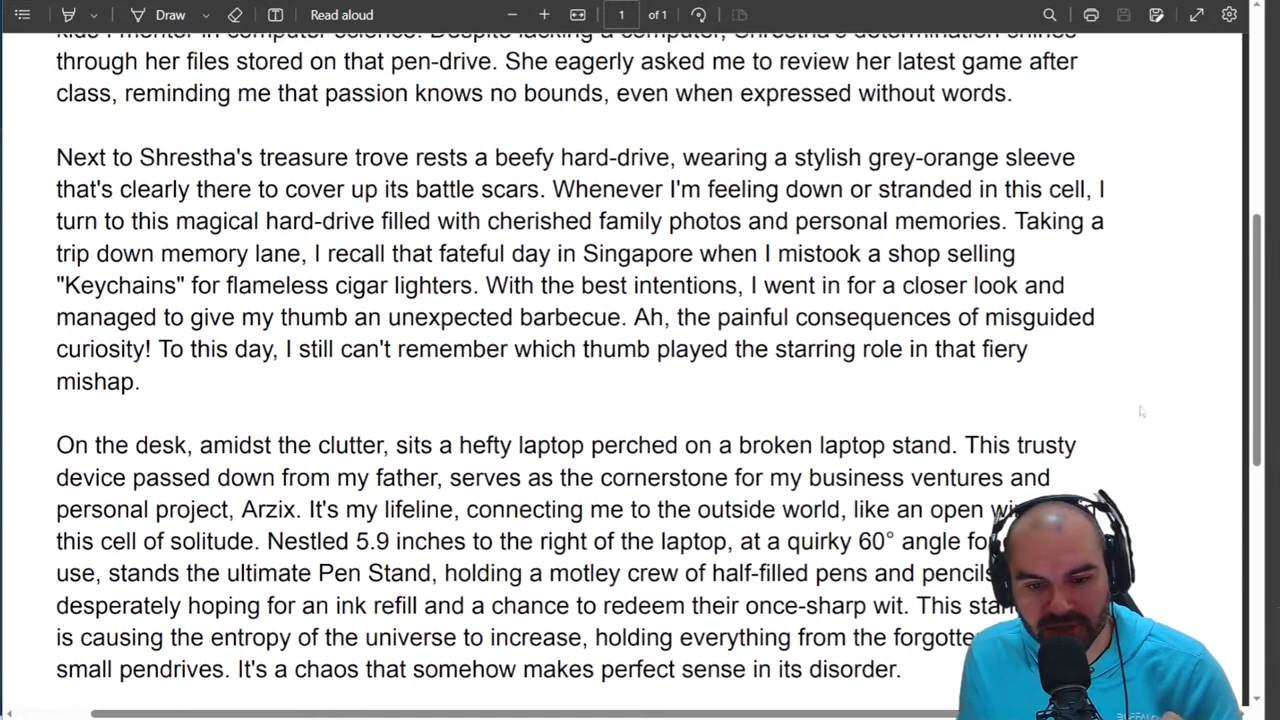 Draw
Read aloud
1
of 1
through her files stored on that pen-drive. She eagerly asked me to review her latest game after
class, reminding me that passion knows no bounds, even when expressed without words.
Next to Shrestha's treasure trove rests a beefy hard-drive, wearing a stylish grey-orange sleeve
that's clearly there to cover up its battle scars. Whenever I'm feeling down or stranded in this cell, I
turn to this magical hard-drive filled with cherished family photos and personal memories. Taking a
trip down memory lane, I recall that fateful day in Singapore when I mistook a shop selling
"Keychains" for flameless cigar lighters. With the best intentions, I went in for a closer look and
managed to give my thumb an unexpected barbecue. Ah, the painful consequences of misguided
curiosity! To this day, I still can't remember which thumb played the starring role in that fiery
mishap.
On the desk, amidst the clutter, sits a hefty laptop perched on a broken laptop stand. This trusty
device passed down from my father, serves as the cornerstone for my business ventures and
personal project, Arzix. It's my lifeline, connecting me to the outside world, like an open
this cell of solitude. Nestled 5.9 inches to the right of the laptop, at a quirky 60° angle
use, stands the ultimate Pen Stand, holding a motley crew of half-filled pens and pencils
desperately hoping for an ink refill and a chance to redeem their once-sharp wit. This
is causing the entropy of the universe to increase, holding everything from the
small pendrives. It's a chaos that somehow makes perfect sense in its disorder.